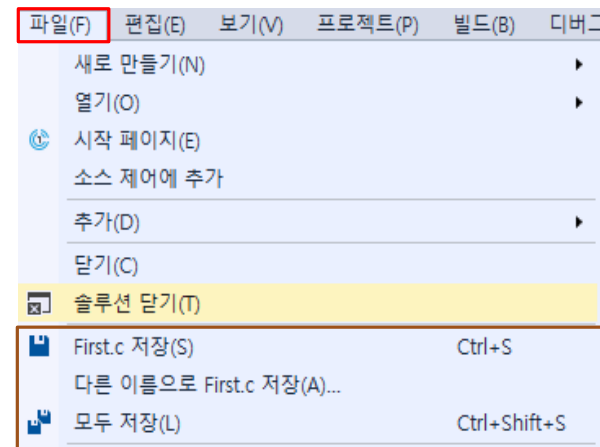 파일(F) 편집(E) 보기(V) 프로젝트(P) 빌드(B) 디버그
새로 만들기(N)
열기(O)
시작 페이지(E)
소스 제어에 추가
추가(D)
닫기(C)
솔루션 닫기(T)
First.c 저장(S) Ctrl+S
다른 이름으로 First.c 저장(A)...
모두 저장(L) Ctrl+Shift+S